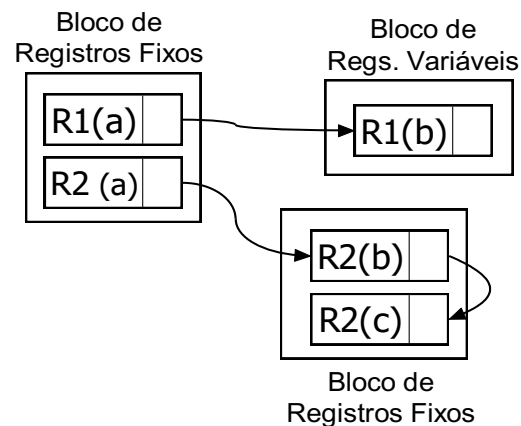 Bloco de
Registros Fixos
R1(a)
R2 (a)
Bloco de
Regs. Variáveis
R1(b)
R2(b)
R2(c)
Bloco de
Registros Fixos